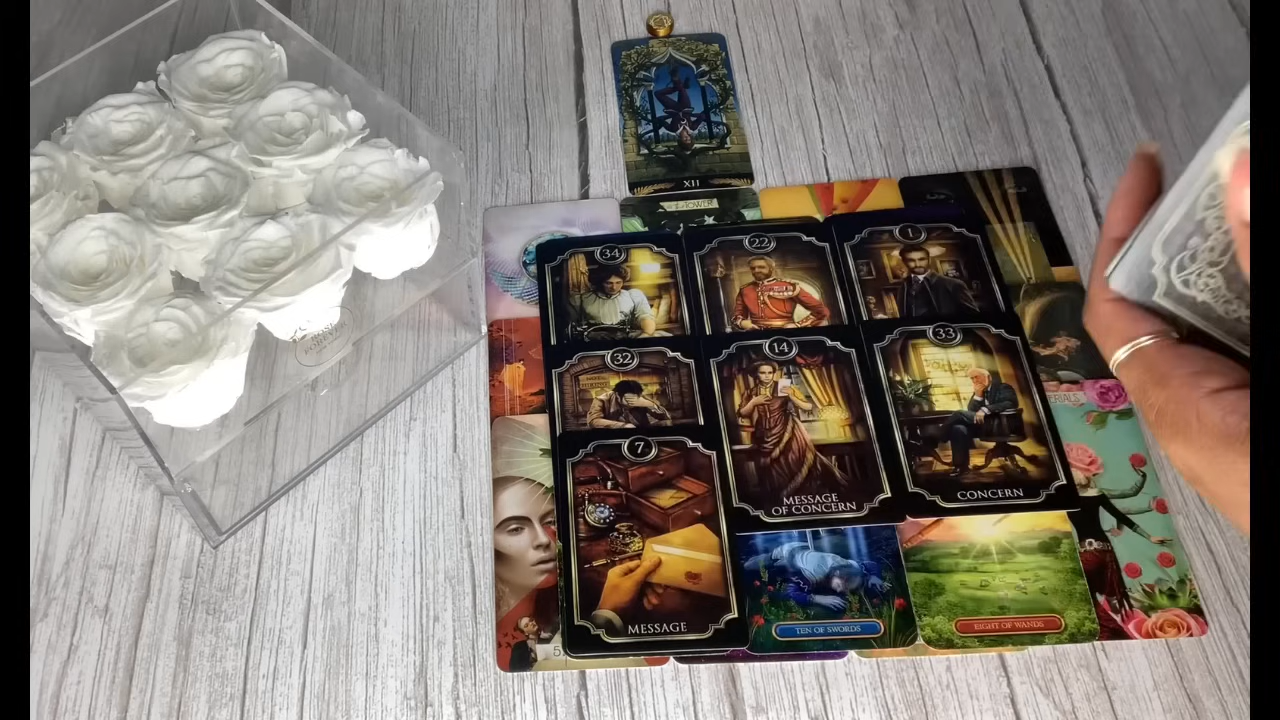 XII
TOWER
34
22
1
32
14
33
7
ERIALS
MESSAGE
OF CONCERN
CONCERN
MESSAGE
TEN OF SWORDS
EIGHT OF WANDS